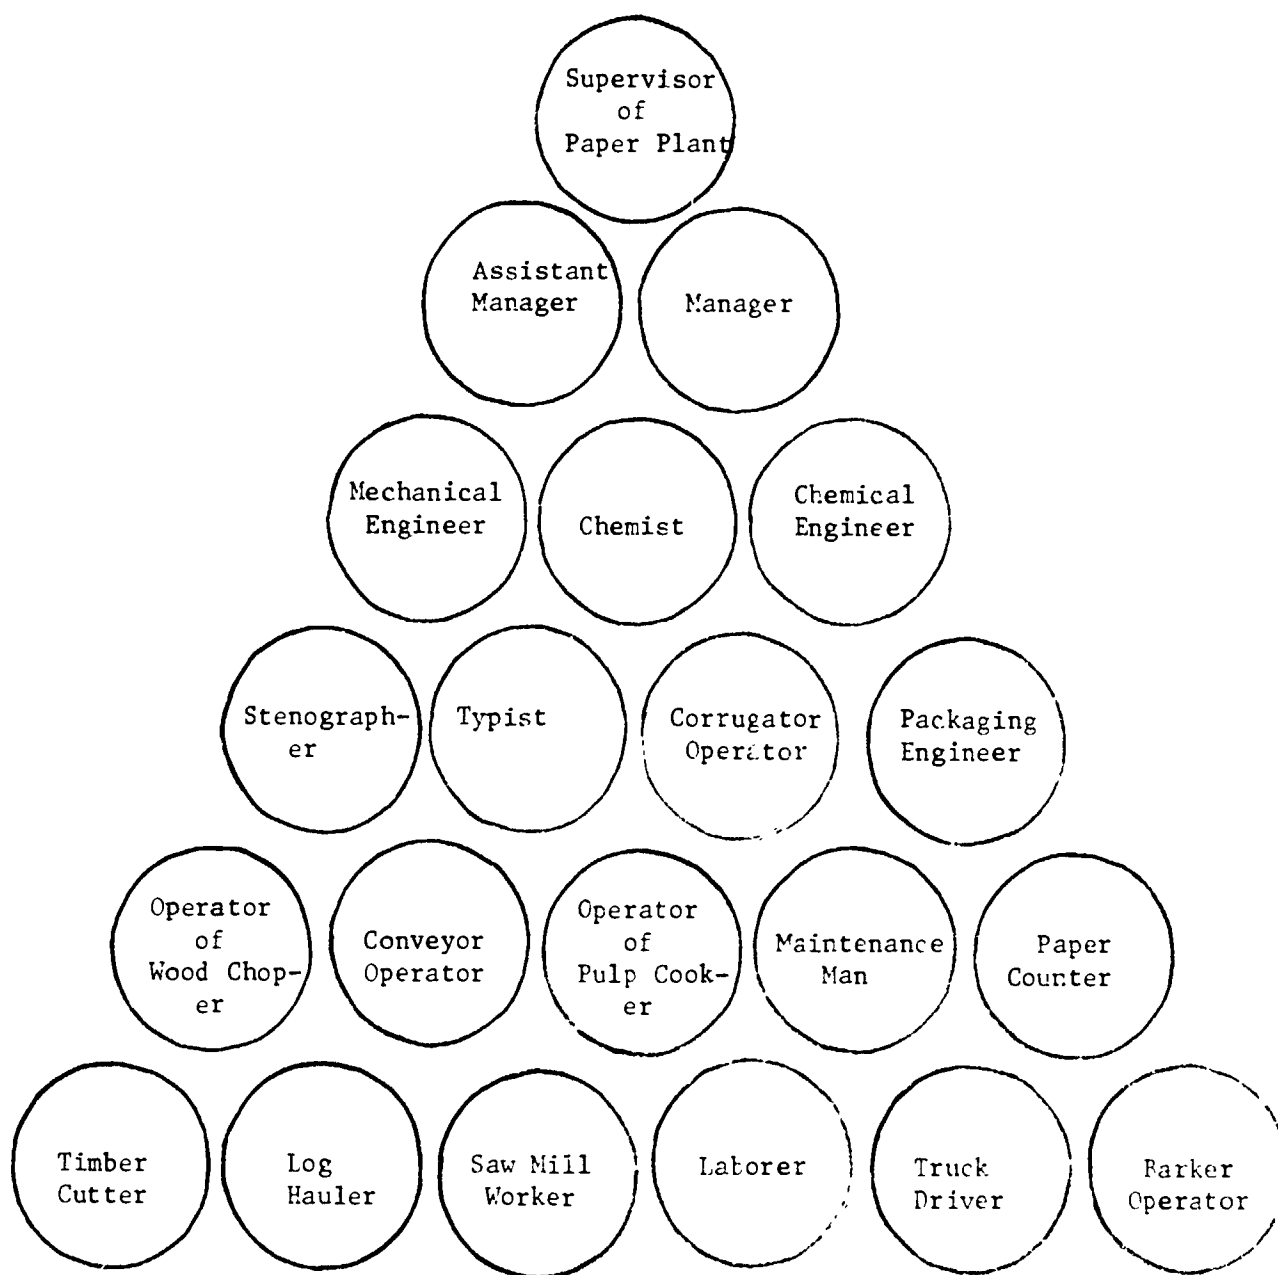 Supervisor
of
Paper Plant
Assistant
Manager
Manager
Mechanical
Engineer
Chemist
Chemical
Engineer
Stenograph-
er
Typist
Corrugator
Operator
Packaging
Engineer
Operator
of
Wood Chop-
er
Conveyor
Operator
Operator
of
Pulp Cook-
er
Maintenance
Man
Paper
Counter
Timber
Cutter
Log
Hauler
Saw Mill
Worker
Laborer
Truck
Driver
Barker
Operator